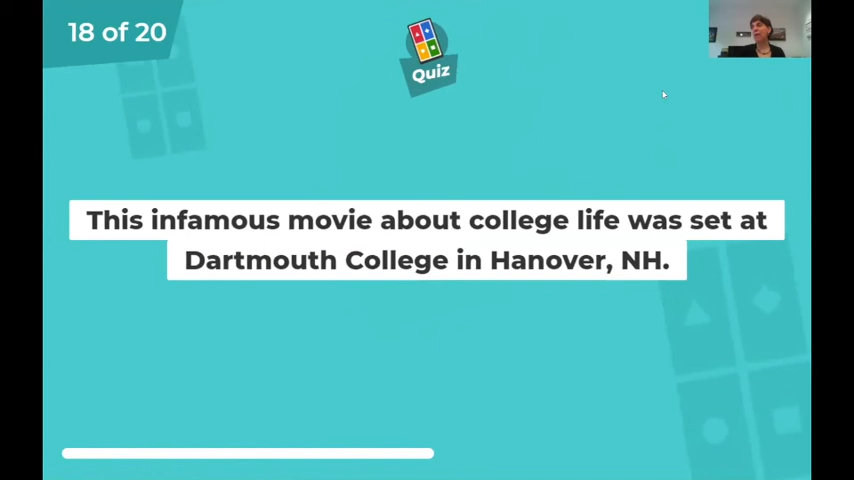 18 of 20
Quiz
This infamous movie about college life was set at
Dartmouth College in Hanover, NH.